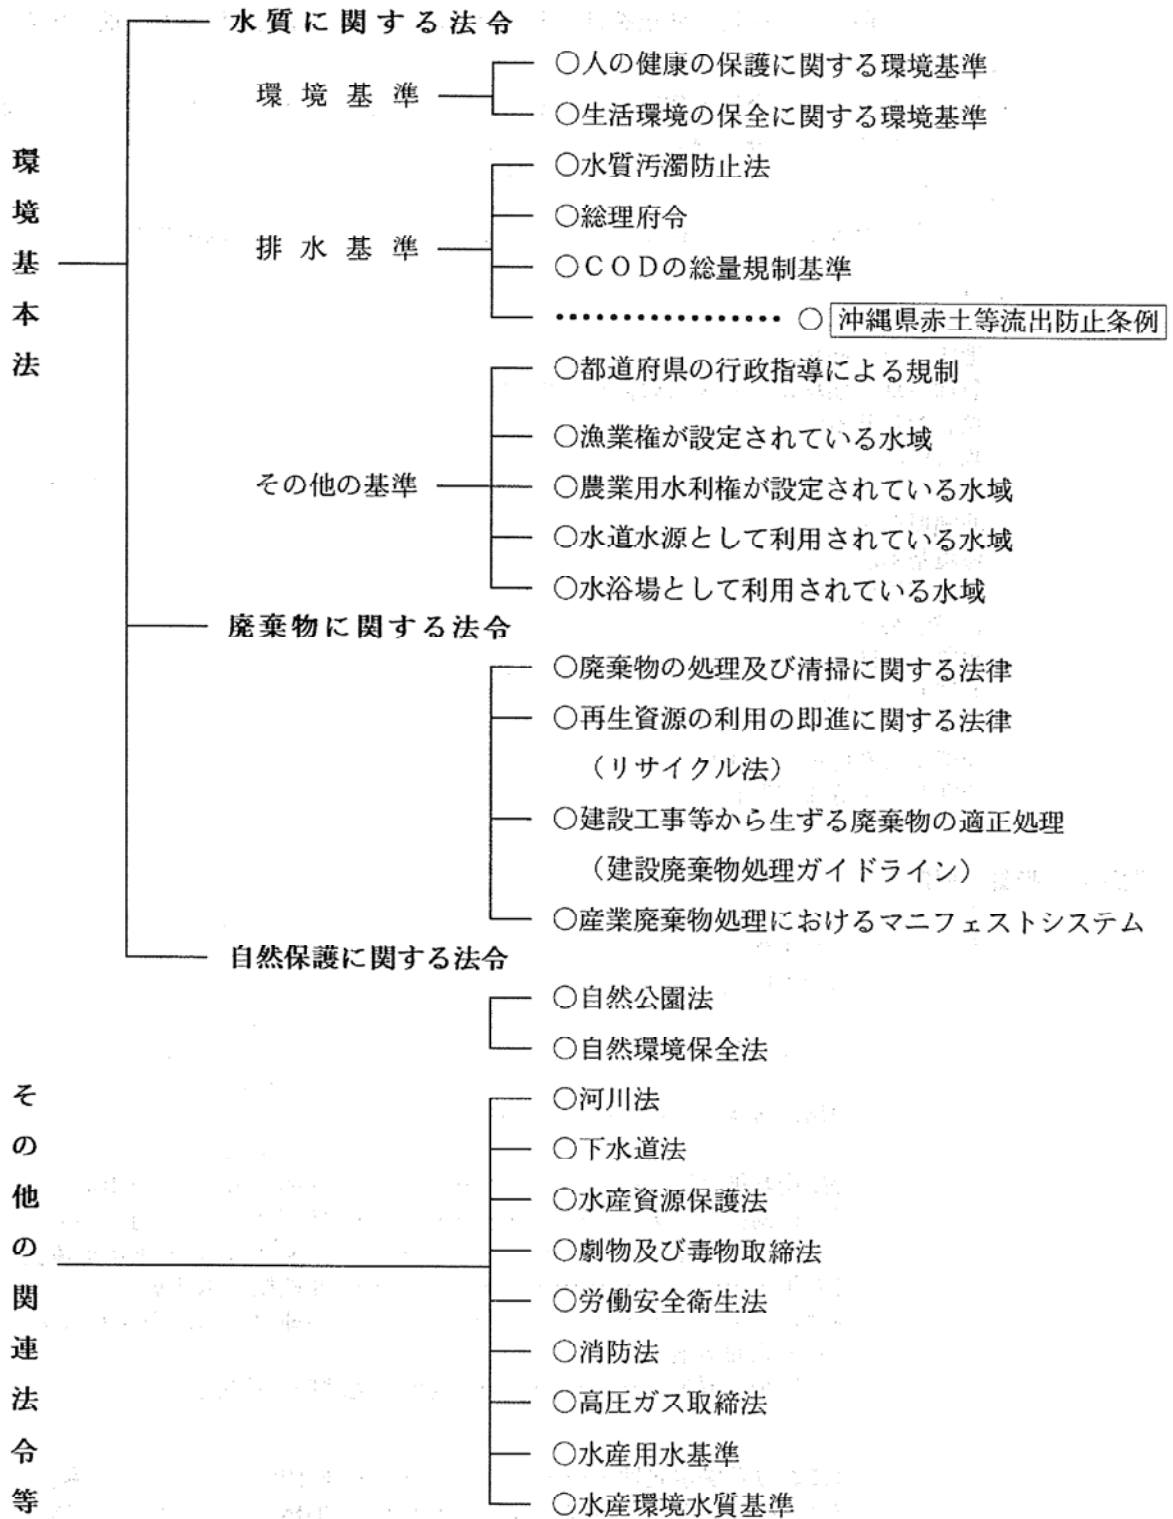 環境基本法
水質に関する法令
環境基準
○人の健康の保護に関する環境基準
○生活環境の保全に関する環境基準
排水基準
○水質汚濁防止法
○総理府令
○CODの総量規制基準
・・・・・・・・・・・・・・・・・ ○沖縄県赤土等流出防止条例
その他の基準
○都道府県の行政指導による規制
○漁業権が設定されている水域
○農業用水利権が設定されている水域
○水道水源として利用されている水域
○水浴場として利用されている水域
廃棄物に関する法令
○廃棄物の処理及び清掃に関する法律
○再生資源の利用の即進に関する法律
（リサイクル法）
○建設工事等から生ずる廃棄物の適正処理
（建設廃棄物処理ガイドライン）
○産業廃棄物処理におけるマニフェストシステム
自然保護に関する法令
○自然公園法
○自然環境保全法
その他の関連法令等
○河川法
○下水道法
○水産資源保護法
○劇物及び毒物取締法
○労働安全衛生法
○消防法
○高圧ガス取締法
○水産用水基準
○水産環境水質基準